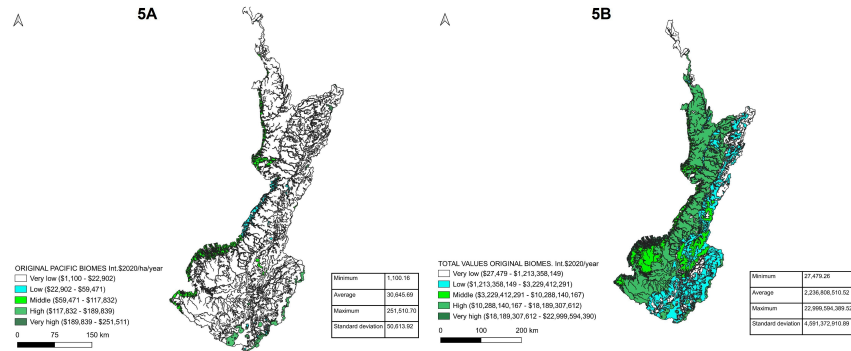 5A
ORIGINAL PACIFIC BIOMES Int.$2020/ha/year
Very low ($1,100 - $22,902)
Low ($22,902 - $59,471)
Middle ($59,471 - $117,832)
High ($117,832 - $189,839)
Very high ($189,839 - $251,511)
0 75 150 km
Minimum 1,100.16
Average 30,645.69
Maximum 251,510.70
Standard deviation 50,613.92
5B
TOTAL VALUES ORIGINAL BIOMES. Int.$2020/year
Very low ($27,479 - $1,213,358,149)
Low ($1,213,358,149 - $3,229,412,291)
Middle ($3,229,412,291 - $10,288,140,167)
High ($10,288,140,167 - $18,189,307,612)
Very high ($18,189,307,612 - $22,999,594,390)
0 100 200 km
Minimum 27,479.26
Average 2,236,808,510.52
Maximum 22,999,594,389.52
Standard deviation 4,591,372,910.89